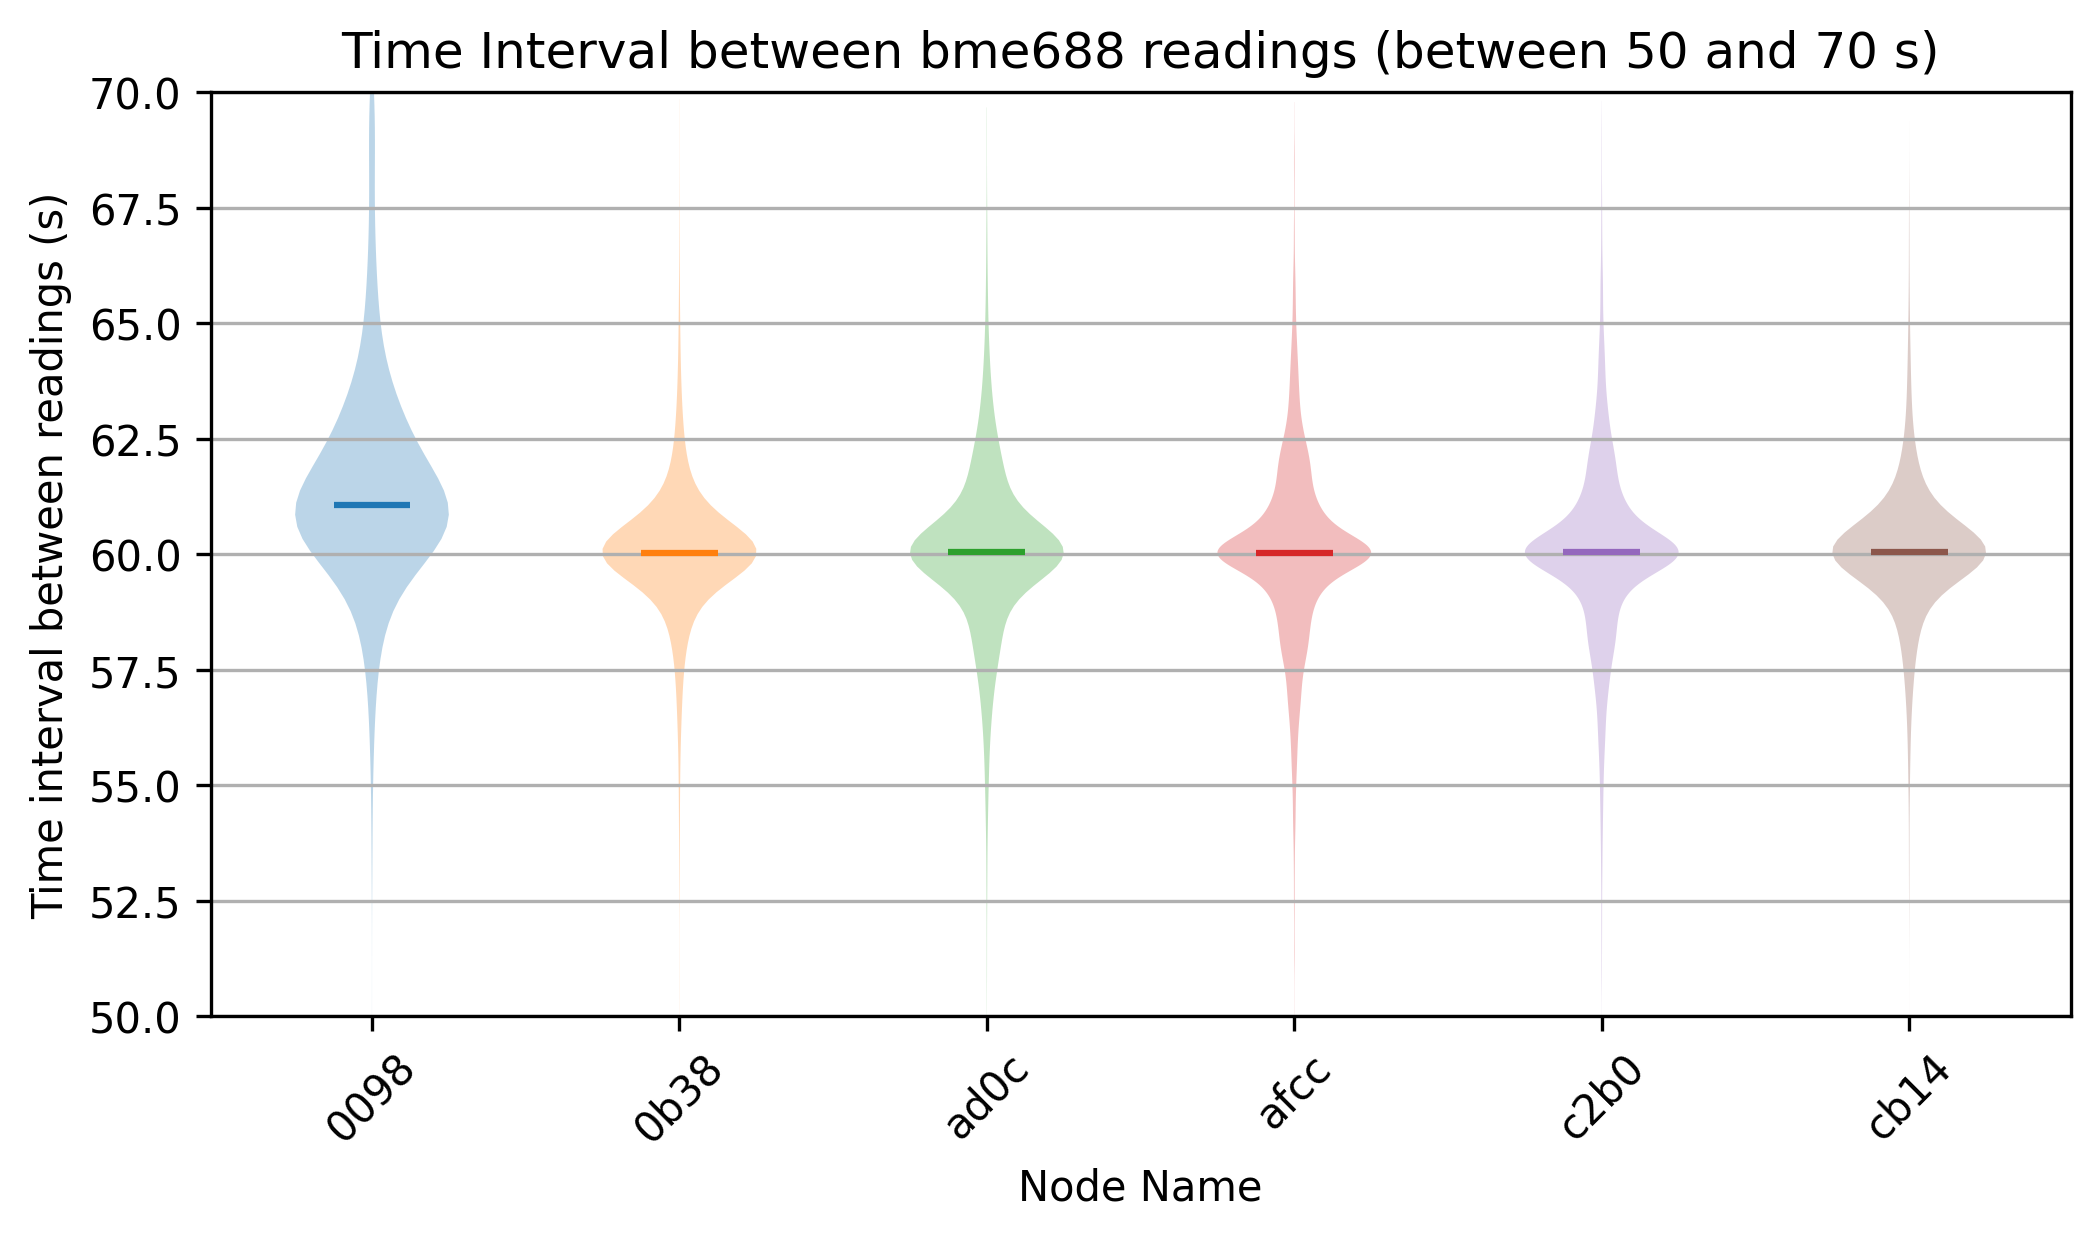 Time Interval between bme688 readings (between 50 and 70 s)
Time interval between readings (s)
70.0
67.5
65.0
62.5
60.0
57.5
55.0
52.5
50.0
0098
0b38
ad0c
afcc
c2b0
cb14
Node Name